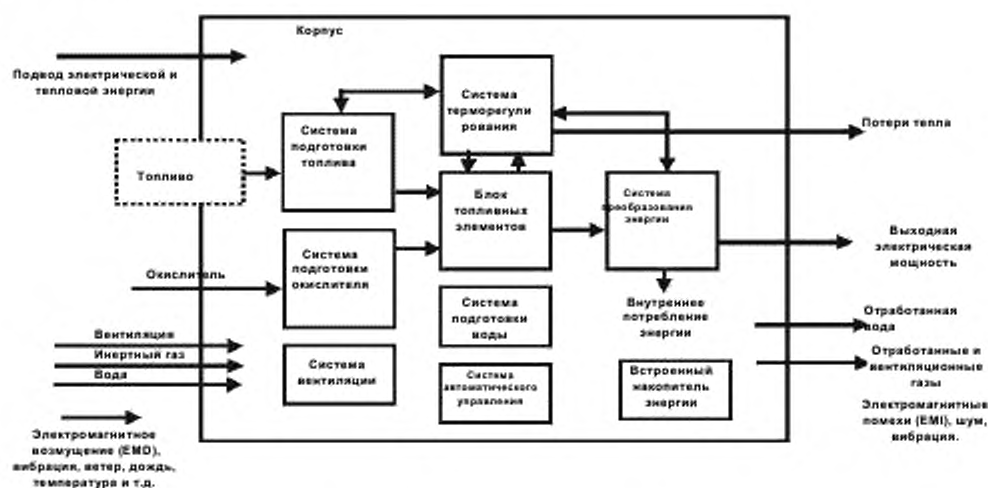 Корпус
Подвод электрической и
тепловой энергии
Топливо
Окислитель
Вентиляция
Инертный газ
Вода
Электромагнитное
возмущение (EMD),
вибрация, ветер, дождь,
температура и т.д.
Система
подготовки
топлива
Система
подготовки
окислителя
Система
вентиляции
Система
терморегули
рования
Блок
топливных
элементов
Система
подготовки
воды
Система
автоматического
управления
Система
преобразования
энергии
Внутреннее
потребление
энергии
Встроенный
накопитель
энергии
Потери тепла
Выходная
электрическая
мощность
Отработанная
вода
Отработанные и
вентиляционные
газы
Электромагнитные
помехи (EMI), шум,
вибрация.